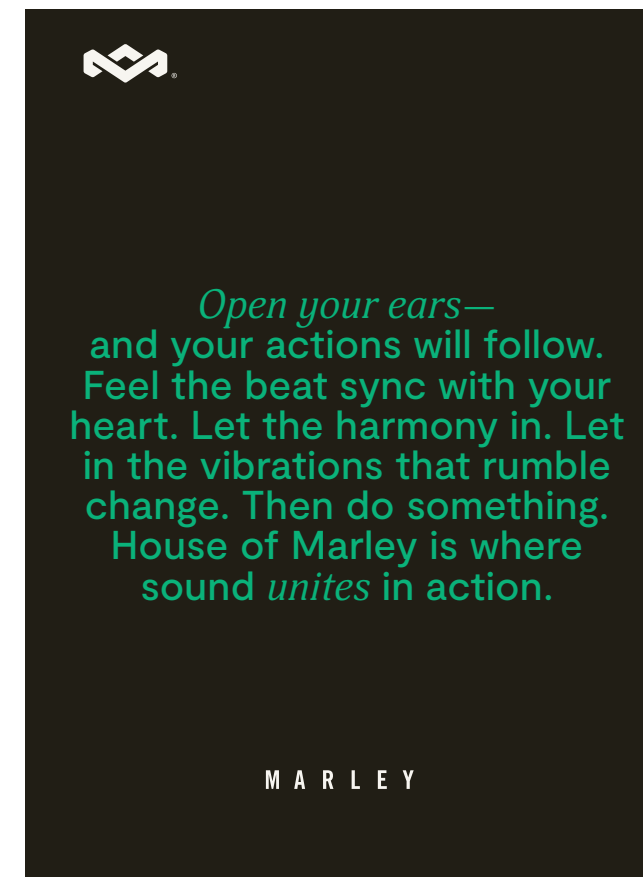 ®
Open your ears—
and your actions will follow.
Feel the beat sync with your
heart. Let the harmony in. Let
in the vibrations that rumble
change. Then do something.
House of Marley is where
sound unites in action.
MARLEY